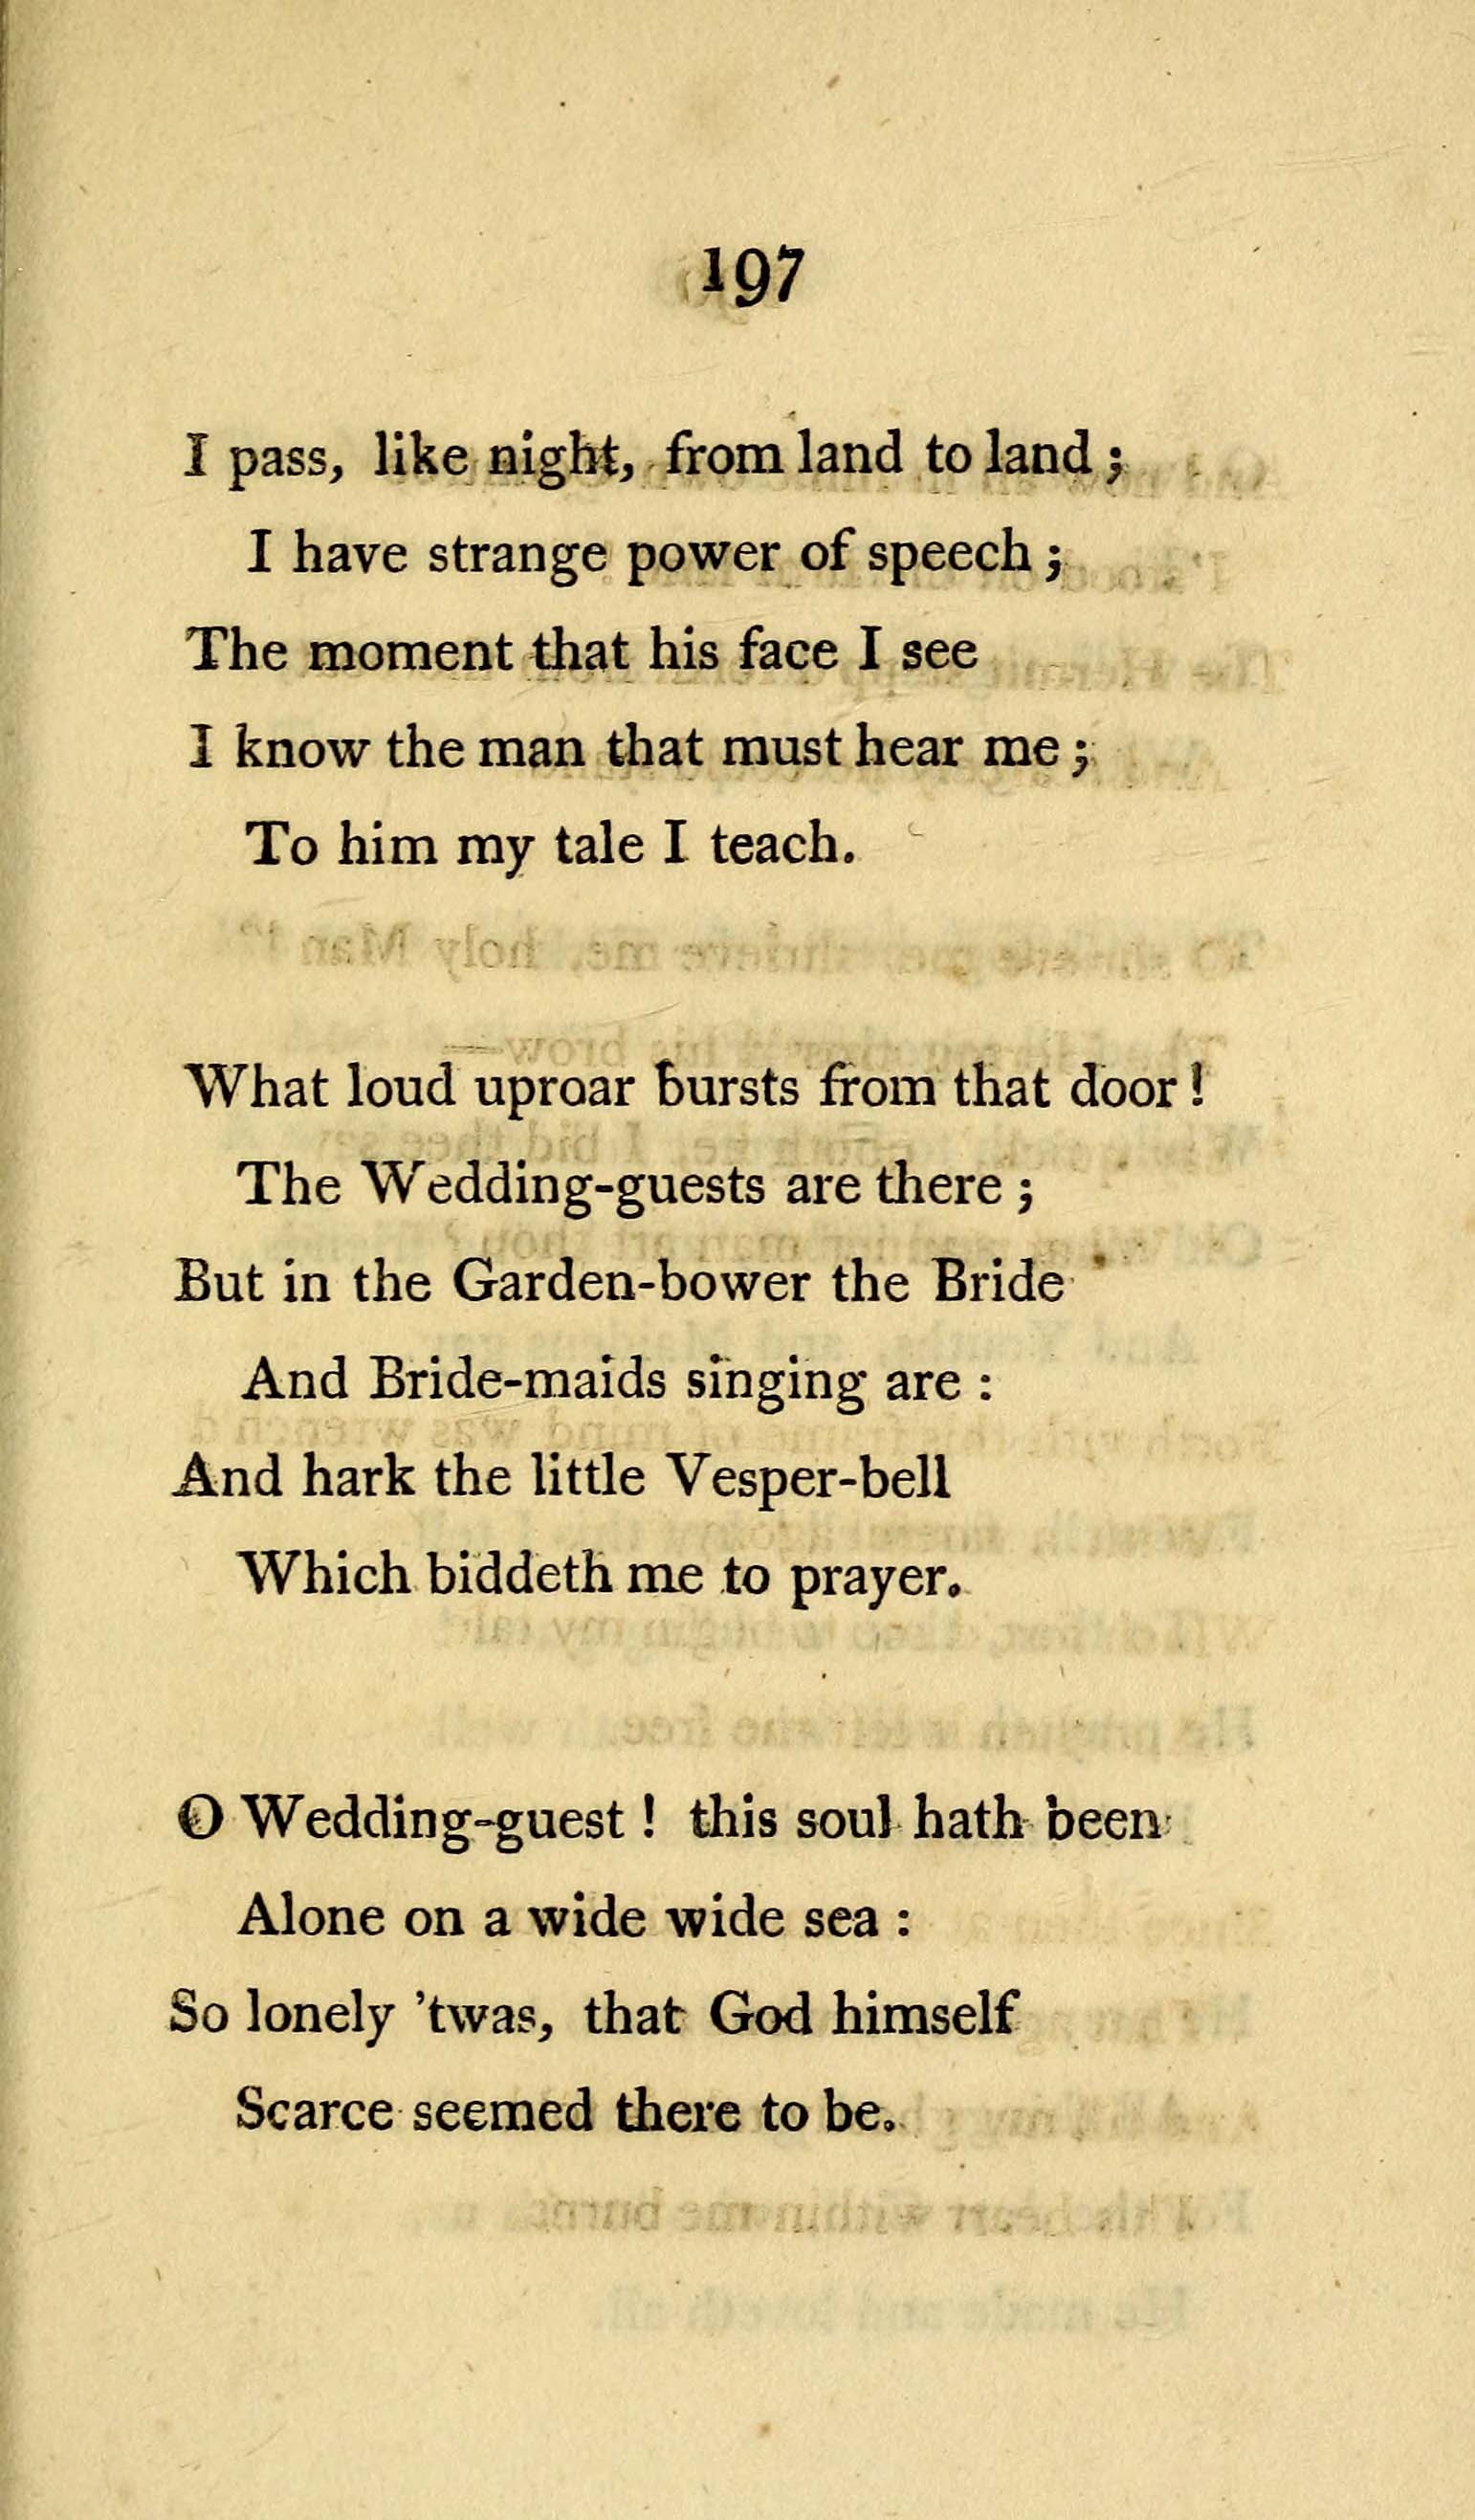 197
I pass, like night, from land to land ;
I have strange power of speech ;
The moment that his face I see
I know the man that must hear me ;
To him my tale I teach.
What loud uproar bursts from that door !
The Wedding-guests are there ;
But in the Garden-bower the Bride
And Bride-maids singing are :
And hark the little Vesper-bell
Which biddeth me to prayer.
O Wedding-guest ! this soul hath been
Alone on a wide wide sea :
So lonely 'twas, that God himself
Scarce seemed there to be.